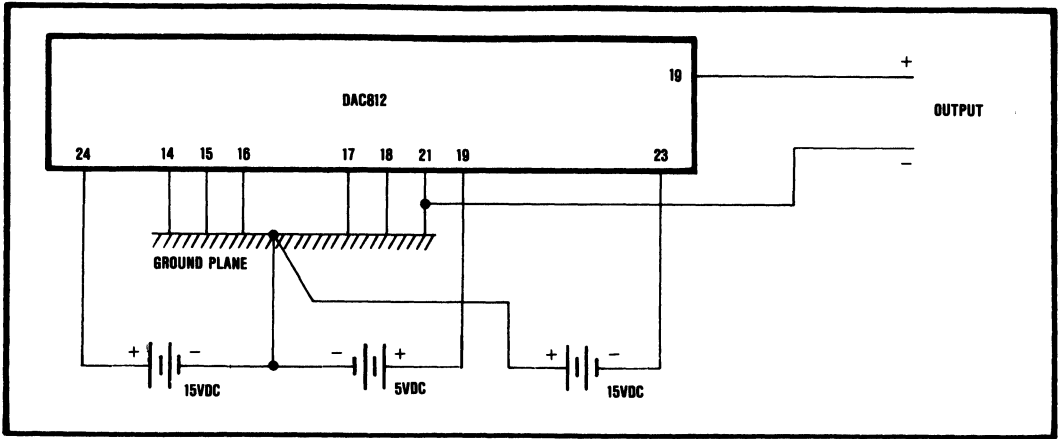 +
19
DAC812
OUTPUT
24 14 15 16 17 18 21 19 23
−
GROUND PLANE
+ − − + + −
15VDC 5VDC 15VDC